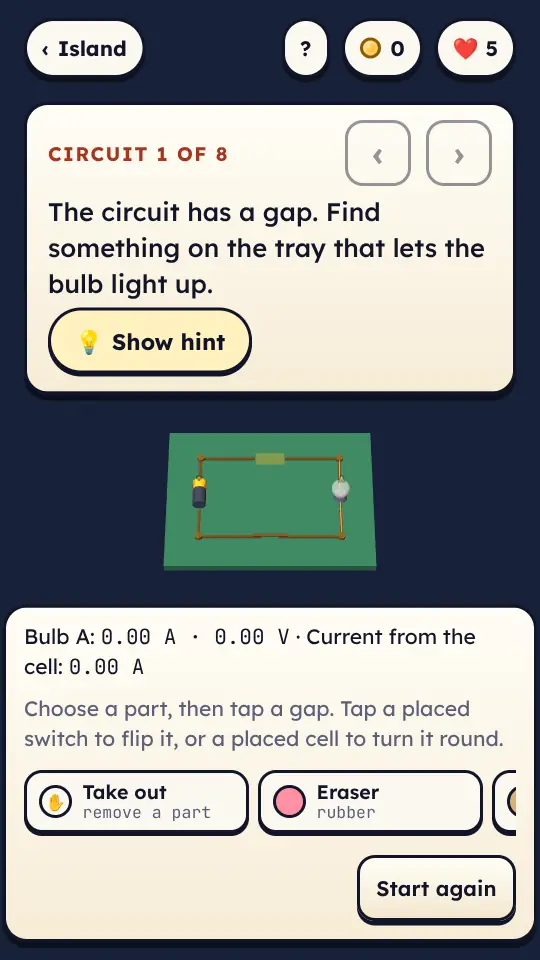 ‹ Island
?
0
5
CIRCUIT 1 OF 8
‹
›
The circuit has a gap. Find
something on the tray that lets the
bulb light up.
Show hint
Bulb A: 0.00 A · 0.00 V · Current from the
cell: 0.00 A
Choose a part, then tap a gap. Tap a placed
switch to flip it, or a placed cell to turn it round.
Take out
remove a part
Eraser
rubber
Start again